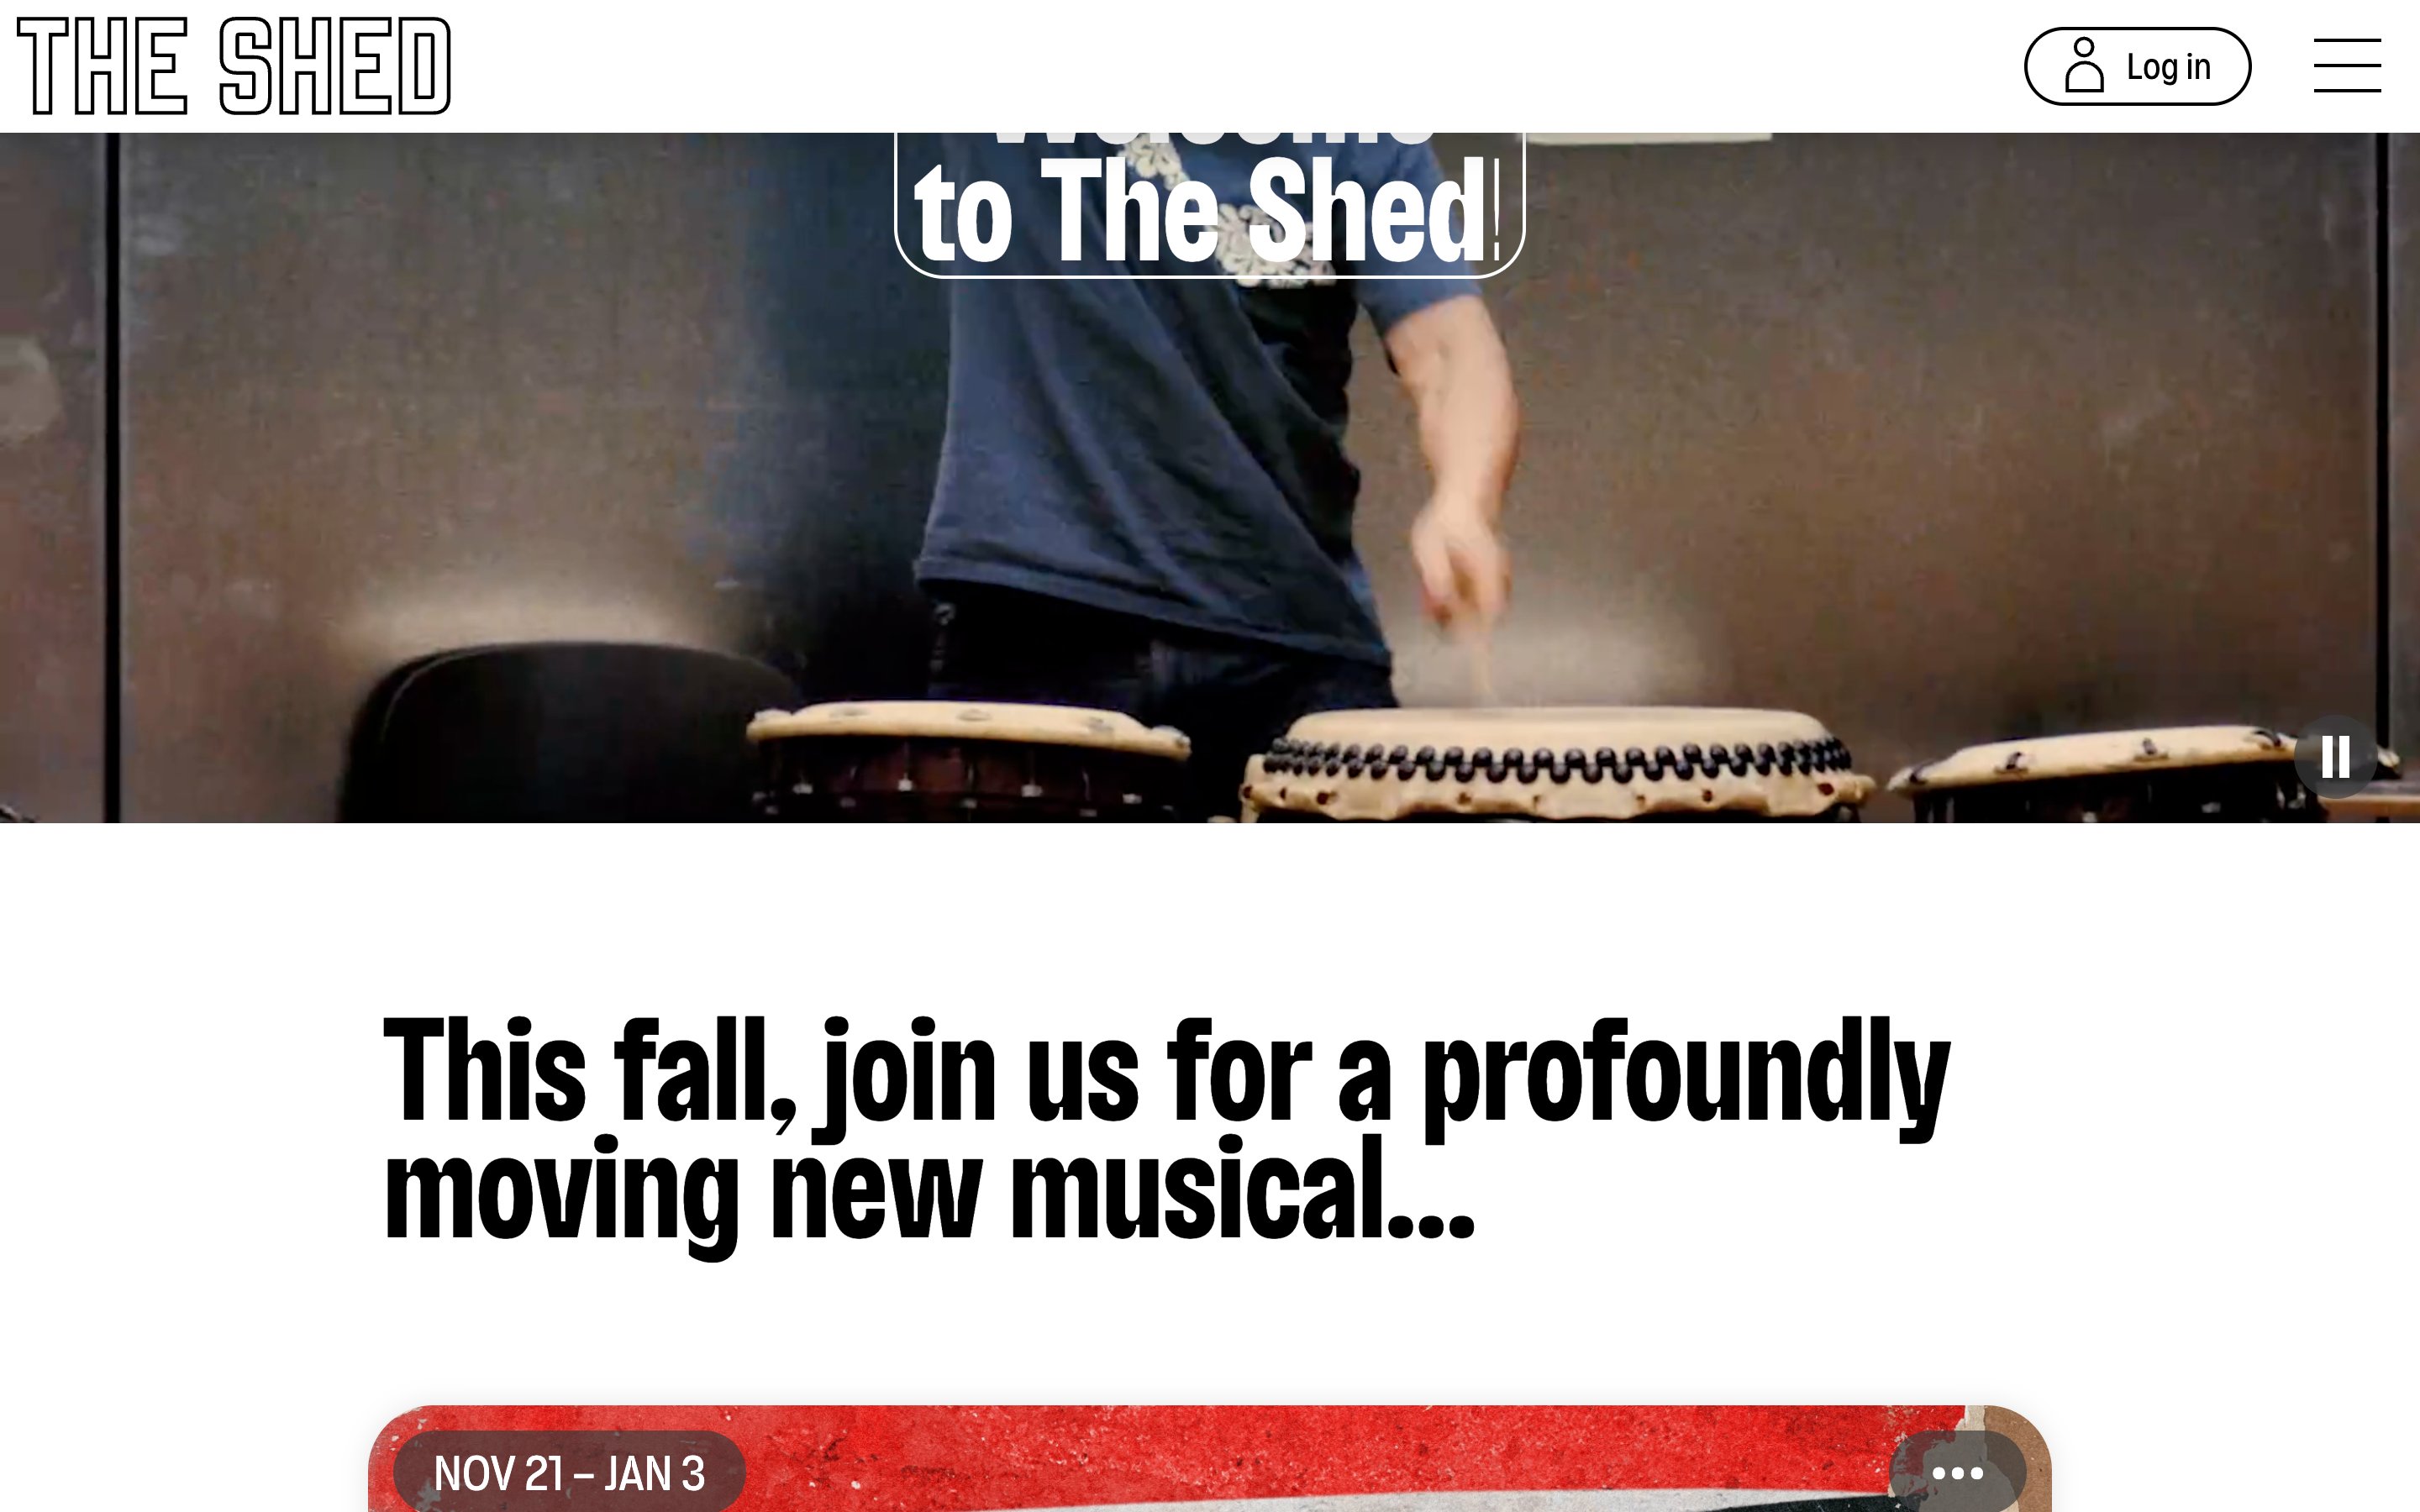 THE SHED
Log in
Welcome
to The Shed!
This fall, join us for a profoundly
moving new musical...
NOV 21 – JAN 3